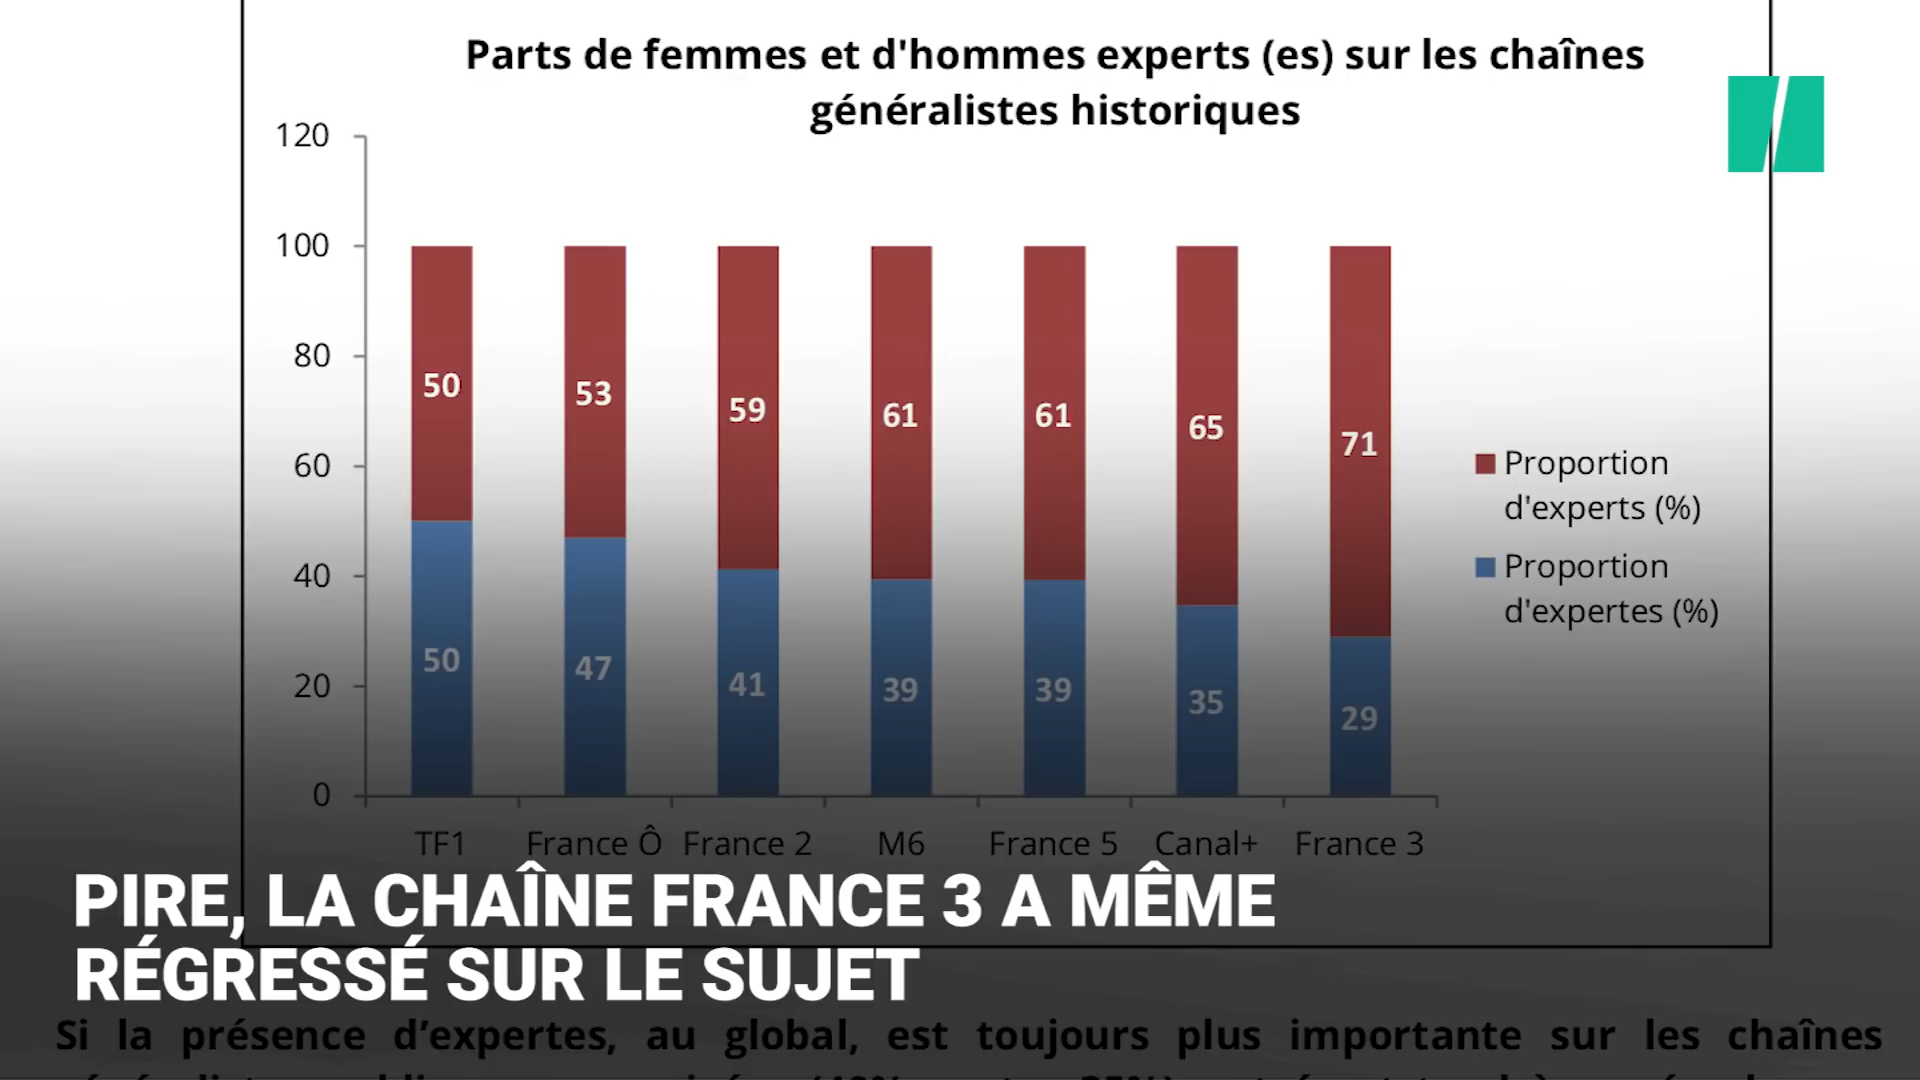 Parts de femmes et d'hommes experts (es) sur les chaînes
généralistes historiques
120
100
80
60
40
20
0
50
53
59
61
61
65
71
50
47
41
39
39
35
29
Proportion
d'experts (%)
Proportion
d'expertes (%)
TF1 France Ô France 2 M6 France 5 Canal+ France 3
PIRE, LA CHAÎNE FRANCE 3 A MÊME
RÉGRESSÉ SUR LE SUJET
Si la présence d’expertes, au global, est toujours plus importante sur les chaînes